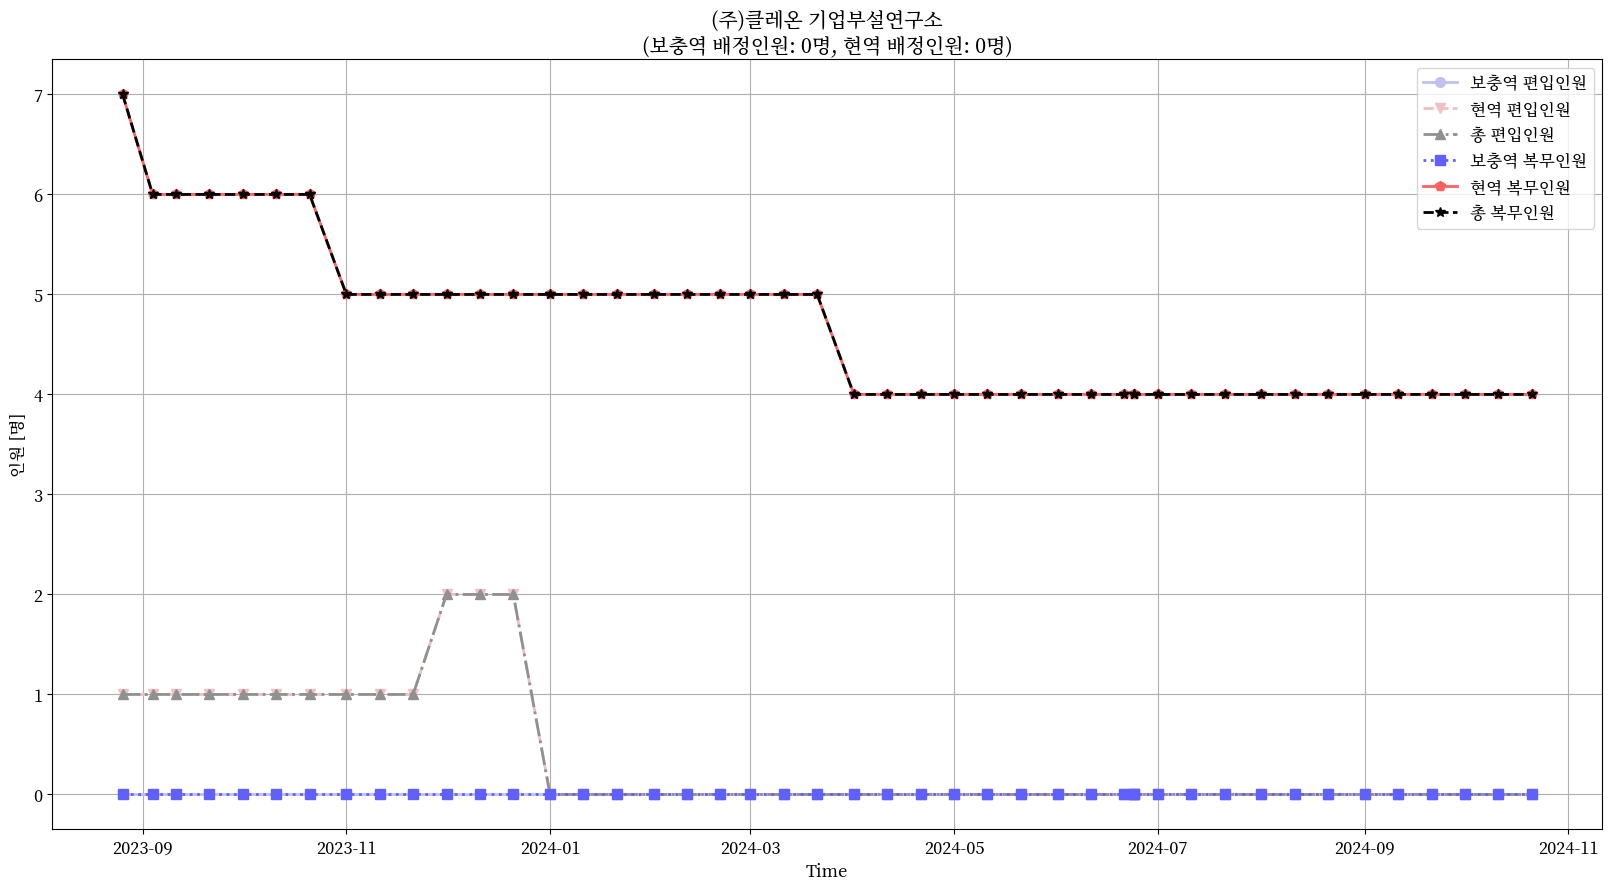 (주)클레온 기업부설연구소
(보충역 배정인원: 0명, 현역 배정인원: 0명)
보충역 편입인원
현역 편입인원
총 편입인원
보충역 복무인원
현역 복무인원
총 복무인원
인원 [명]
7
6
5
4
3
2
1
0
2023-09
2023-11
2024-01
2024-03
2024-05
2024-07
2024-09
2024-11
Time